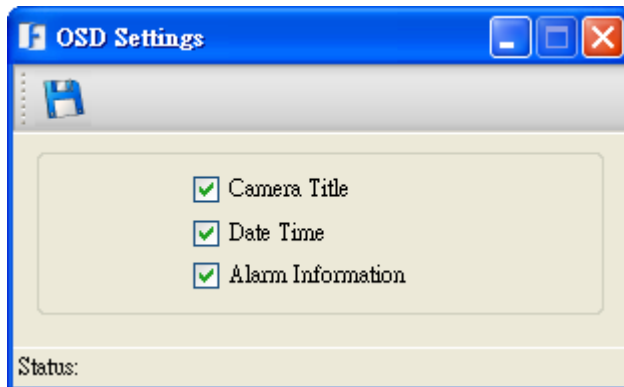 OSD Settings
Camera Title
Date Time
Alarm Information
Status: